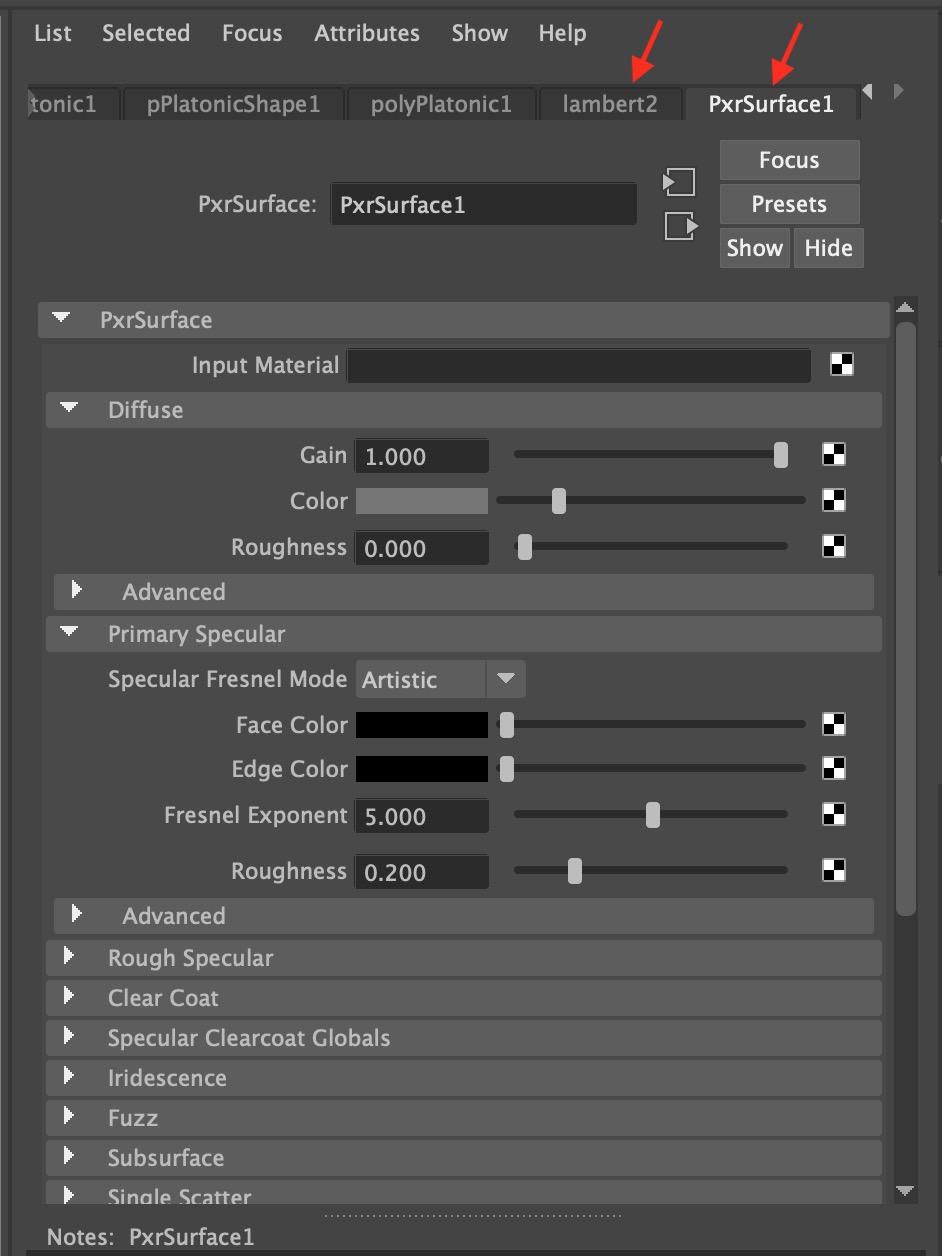 List Selected Focus Attributes Show Help
tonic1 pPlatonicShape1 polyPlatonic1 lambert2 PxrSurface1
Focus
PxrSurface: PxrSurface1
Presets
Show Hide
PxrSurface
Input Material
Diffuse
Gain 1.000
Color
Roughness 0.000
Advanced
Primary Specular
Specular Fresnel Mode Artistic
Face Color
Edge Color
Fresnel Exponent 5.000
Roughness 0.200
Advanced
Rough Specular
Clear Coat
Specular Clearcoat Globals
Iridescence
Fuzz
Subsurface
Single Scatter
Notes: PxrSurface1